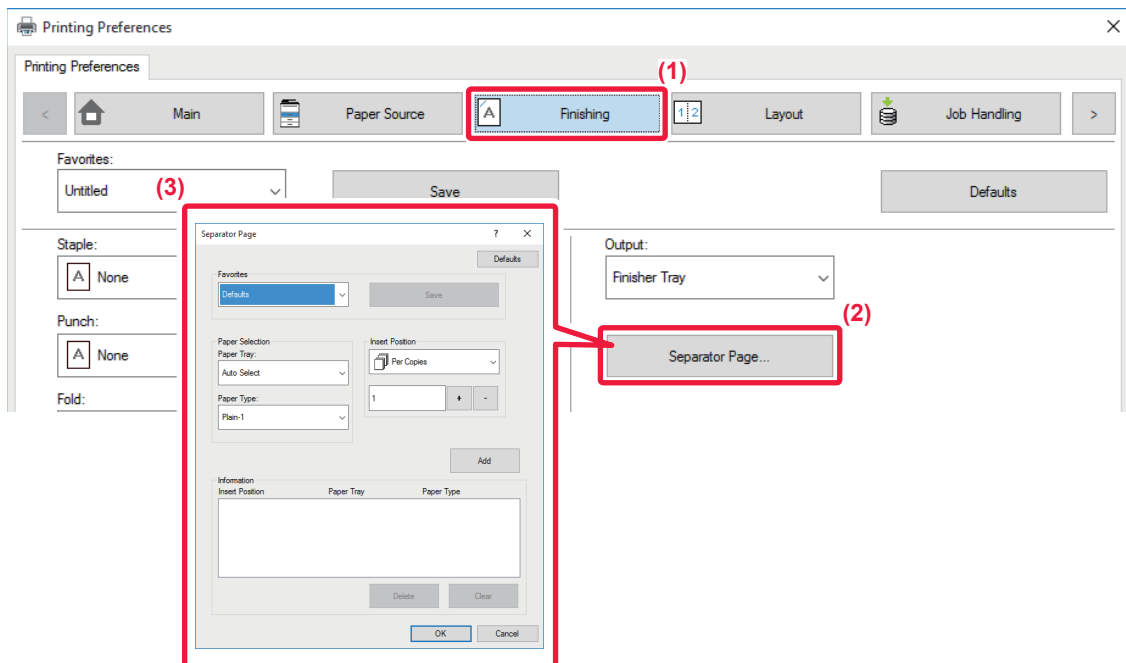 Printing Preferences
Printing Preferences
(1)
< Main Paper Source A Finishing 1 2 Layout Job Handling >
Favorites:
Untitled Save Defaults
(3)
Staple:
A None
Punch:
A None
Fold:
Separator Page ?
Defaults
Favorites
Defaults Save
Paper Selection
Paper Tray:
Auto Select
Paper Type:
Plain-1
Insert Position
Per Copies
1 + -
Add
Information
Insert Position Paper Tray Paper Type
Delete Clear
OK Cancel
Output:
Finisher Tray
(2)
Separator Page...